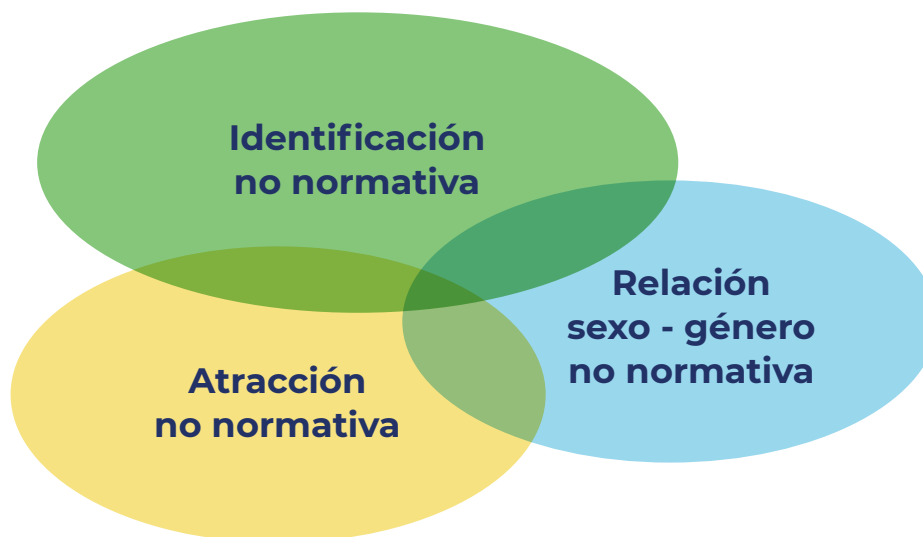 Identificación
no normativa
Relación
sexo - género
no normativa
Atracción
no normativa